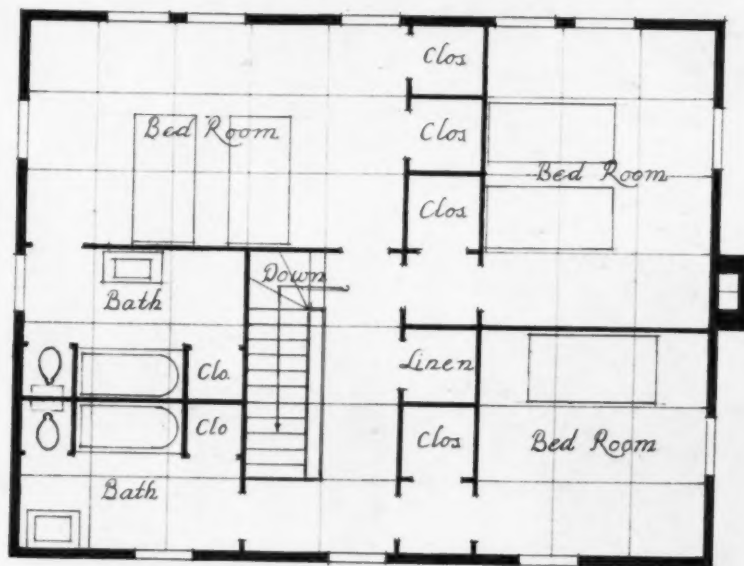 Clos
Bed Room
Clos
Bed Room
Clos
Down
Bath
Linen
Clo.
Clo
Clos
Bed Room
Bath